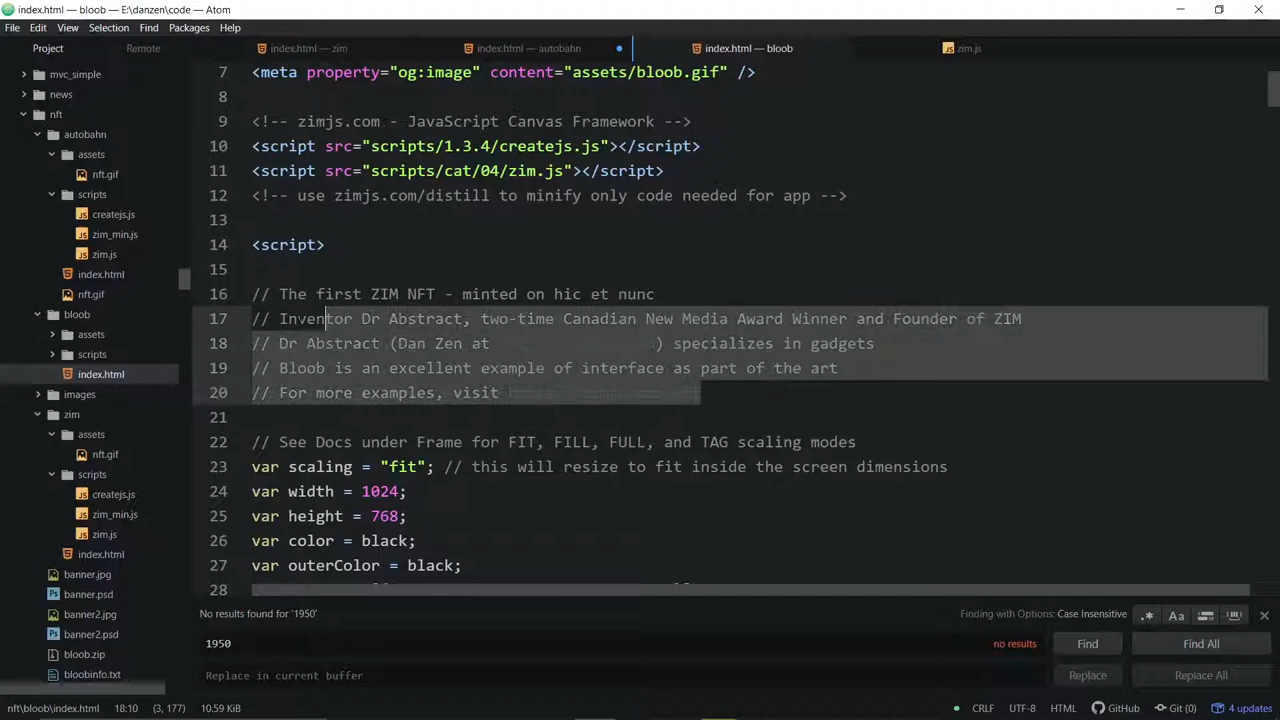 index.html — bloob — E:\danzen\code — Atom
File Edit View Selection Find Packages Help
Project Remote
index.html — zim
index.html — autobahn
index.html — bloob
zim.js
mvc_simple
news
nft
autobahn
assets
nft.gif
scripts
createjs.js
zim_min.js
zim.js
index.html
nft.gif
bloob
assets
scripts
index.html
images
zim
assets
nft.gif
scripts
createjs.js
zim_min.js
zim.js
index.html
banner.jpg
banner.psd
banner2.jpg
banner2.psd
bloob.zip
bloobinfo.txt
7 <meta property="og:image" content="assets/bloob.gif" />
8
9 <!-- zimjs.com - JavaScript Canvas Framework -->
10 <script src="scripts/1.3.4/createjs.js"></script>
11 <script src="scripts/cat/04/zim.js"></script>
12 <!-- use zimjs.com/distill to minify only code needed for app -->
13
14 <script>
15
16 // The first ZIM NFT - minted on hic et nunc
17 // Inventor Dr Abstract, two-time Canadian New Media Award Winner and Founder of ZIM
18 // Dr Abstract (Dan Zen at ) specializes in gadgets
19 // Bloob is an excellent example of interface as part of the art
20 // For more examples, visit
21
22 // See Docs under Frame for FIT, FILL, FULL, and TAG scaling modes
23 var scaling = "fit"; // this will resize to fit inside the screen dimensions
24 var width = 1024;
25 var height = 768;
26 var color = black;
27 var outerColor = black;
28
No results found for '1950'
Finding with Options: Case Insensitive
.* Aa
1950
no results
Find
Find All
Replace in current buffer
Replace
Replace All
nft\bloob\index.html 18:10 (3, 177) 10.59 KiB
CRLF UTF-8 HTML GitHub Git (0) 4 updates